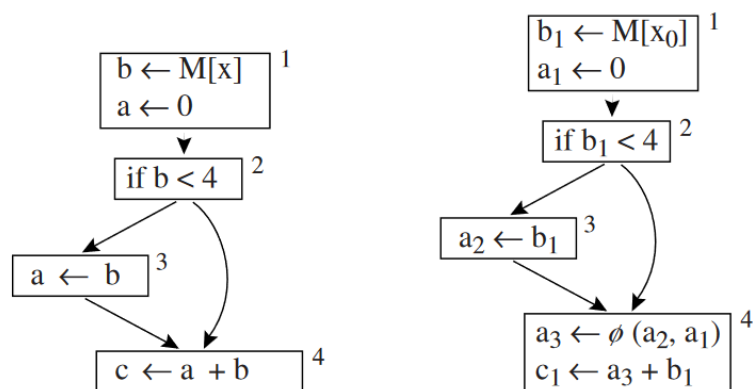 b ← M[x]
a ← 0
1
if b < 4
2
a ← b
3
c ← a + b
4
b₁ ← M[x₀]
a₁ ← 0
1
if b₁ < 4
2
a₂ ← b₁
3
a₃ ← ϕ (a₂, a₁)
c₁ ← a₃ + b₁
4